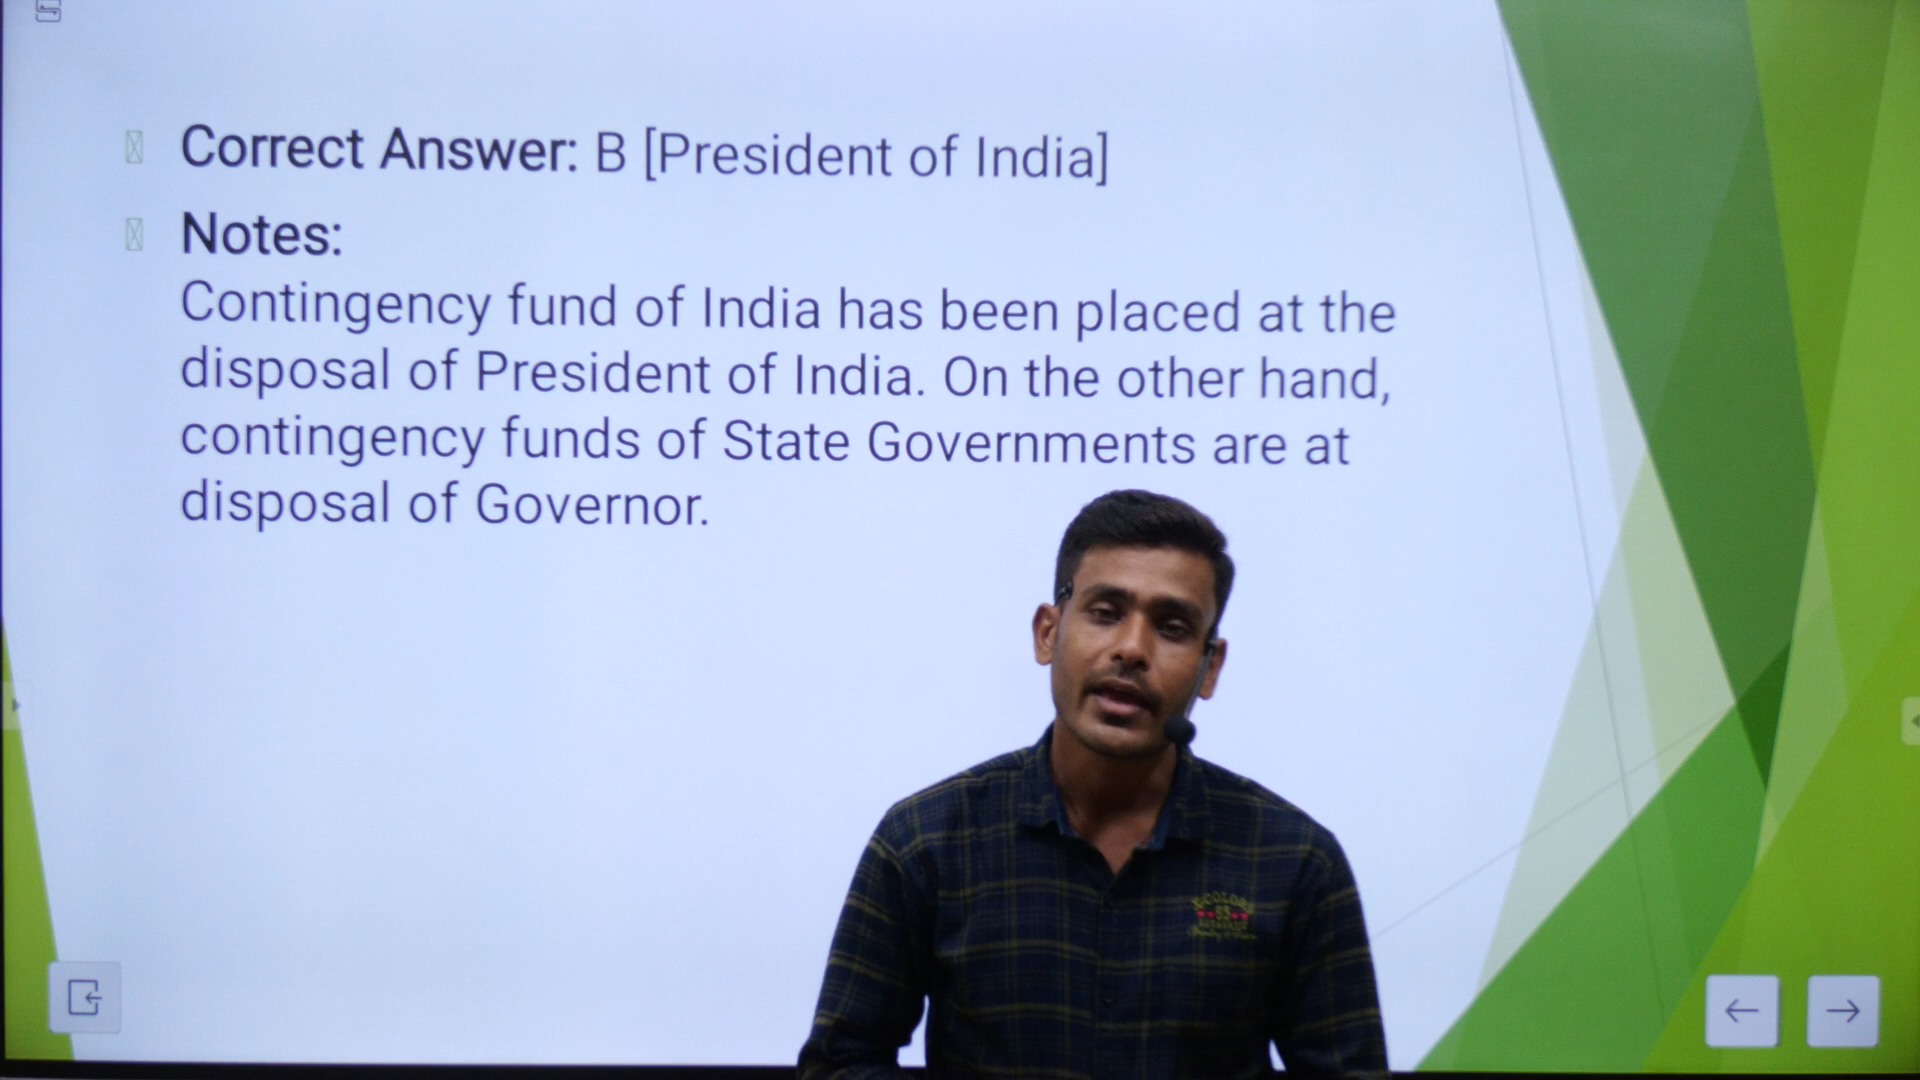 Correct Answer: B [President of India]
Notes:
Contingency fund of India has been placed at the
disposal of President of India. On the other hand,
contingency funds of State Governments are at
disposal of Governor.